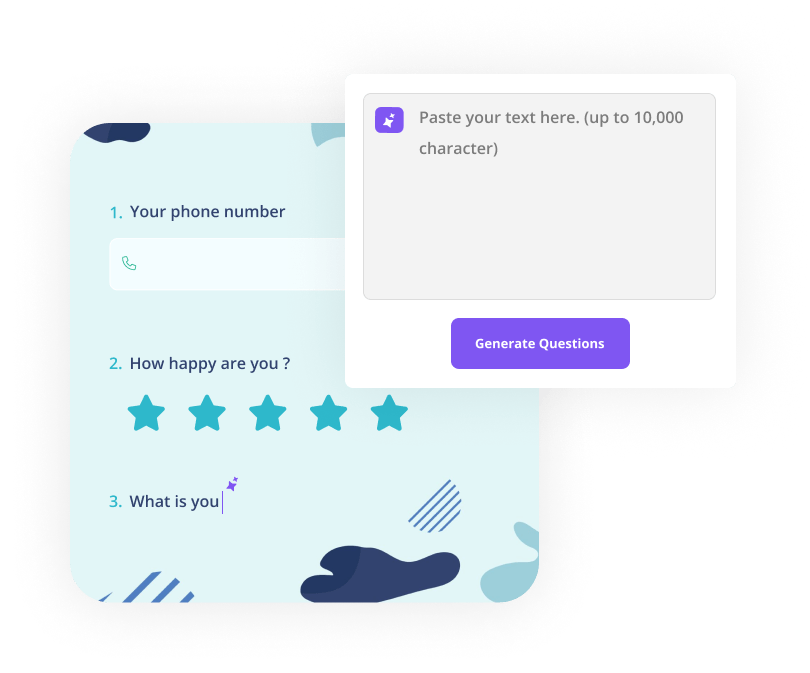 Paste your text here. (up to 10,000
character)
Generate Questions
1. Your phone number
2. How happy are you ?
3. What is you